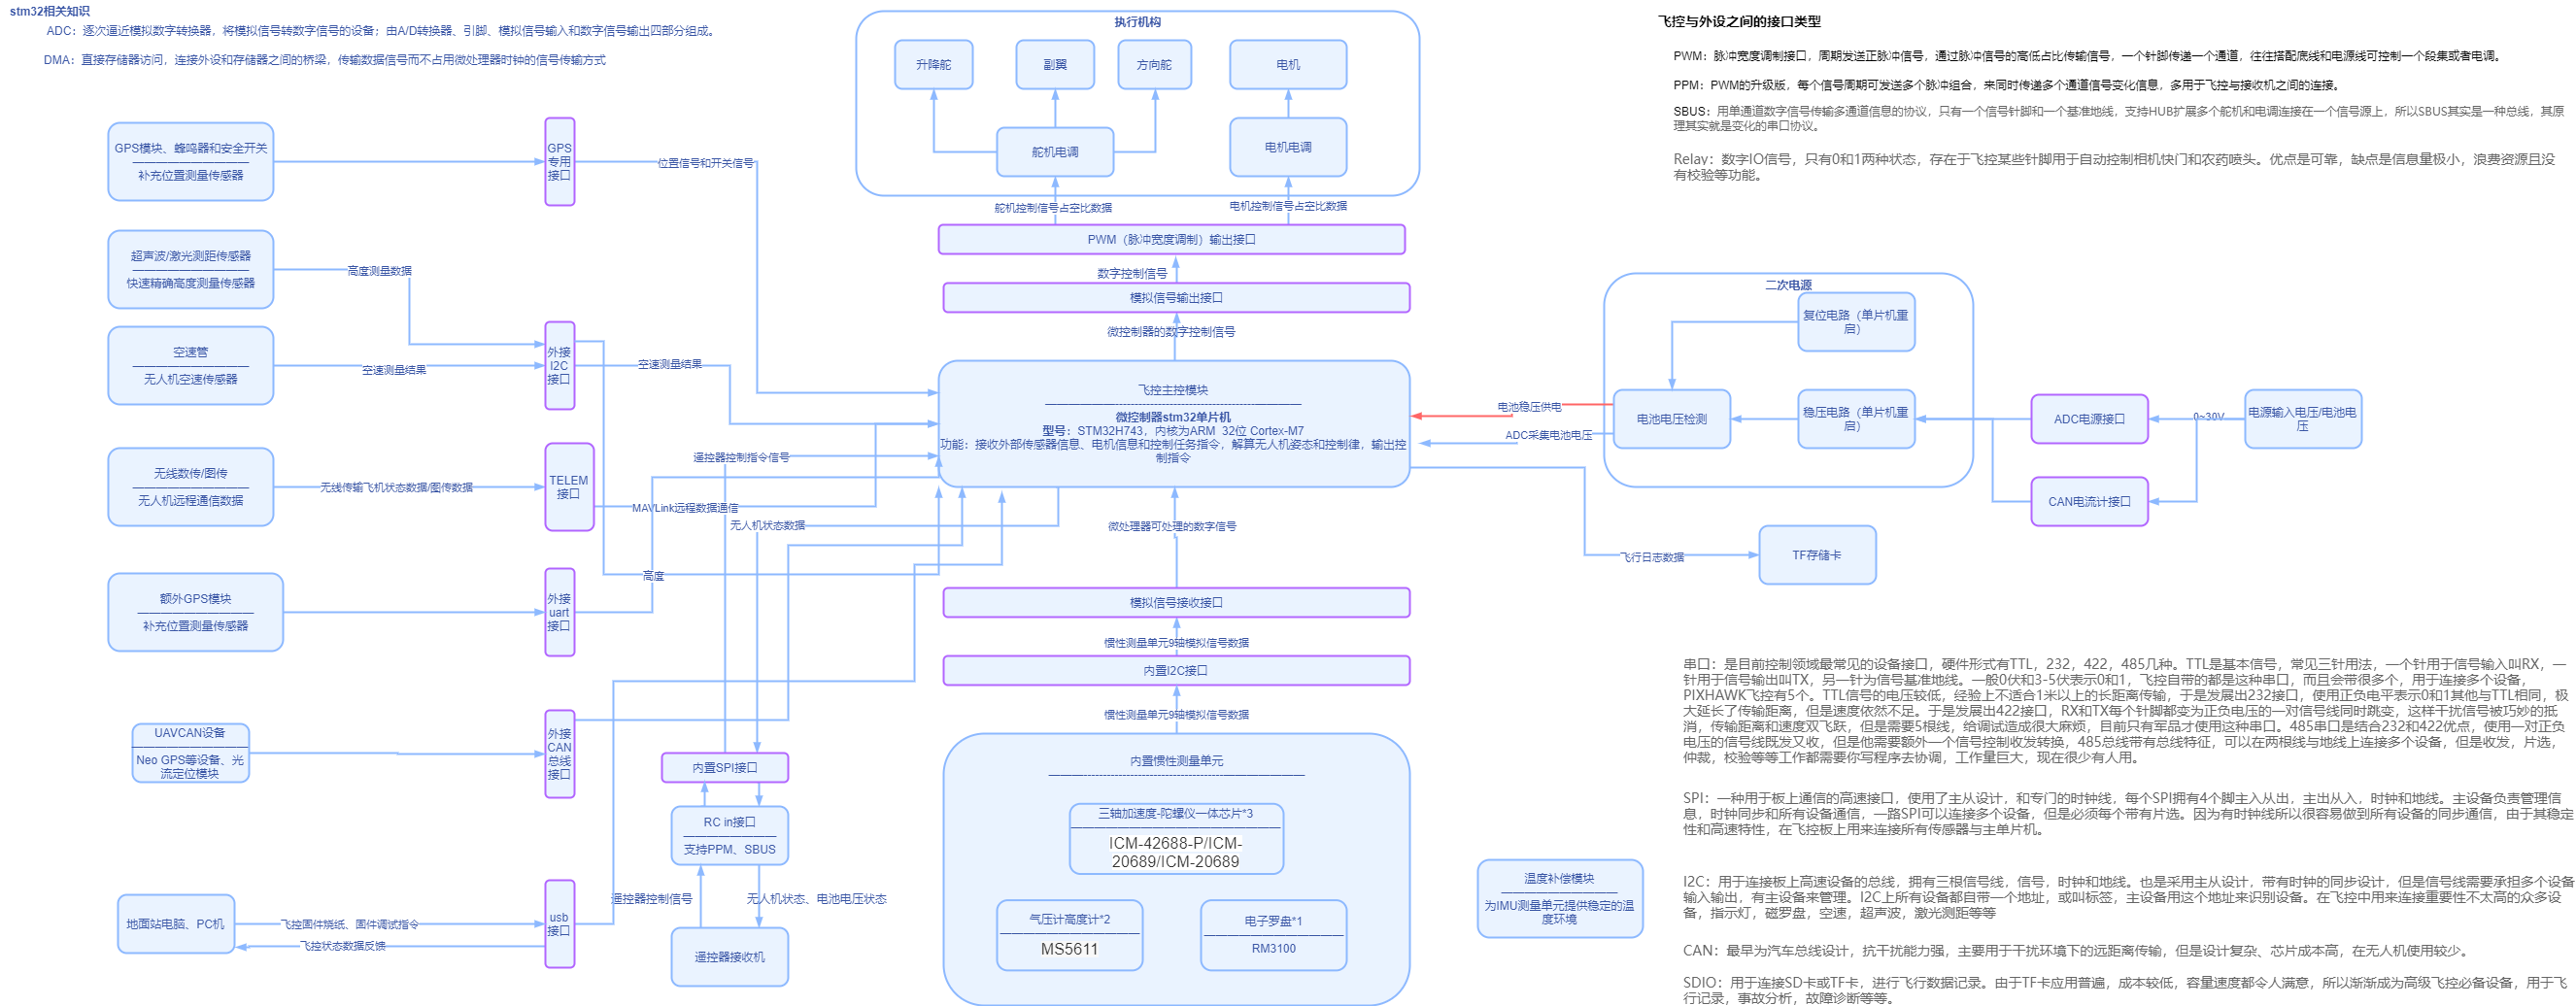 stm32相关知识
ADC：逐次逼近模拟数字转换器，将模拟信号转数字信号的设备；由A/D转换器、引脚、模拟信号输入和数字信号输出四部分组成。
DMA：直接存储器访问，连接外设和存储器之间的桥梁，传输数据信号而不占用微处理器时钟的信号传输方式
执行机构
升降舵
副翼
方向舵
电机
舵机电调
电机电调
舵机控制信号占空比数据
电机控制信号占空比数据
PWM（脉冲宽度调制）输出接口
数字控制信号
模拟信号输出接口
微控制器的数字控制信号
飞控与外设之间的接口类型
PWM：脉冲宽度调制接口，周期发送正脉冲信号，通过脉冲信号的高低占比传输信号，一个针脚传递一个通道，往往搭配底线和电源线可控制一个段集或者电调。
PPM：PWM的升级版，每个信号周期可发送多个脉冲组合，来同时传递多个通道信号变化信息，多用于飞控与接收机之间的连接。
SBUS：用单通道数字信号传输多通道信息的协议，只有一个信号针脚和一个基准地线，支持HUB扩展多个舵机和电调连接在一个信号源上，所以SBUS其实是一种总线，其原
理其实就是变化的串口协议。
Relay：数字IO信号，只有0和1两种状态，存在于飞控某些针脚用于自动控制相机快门和农药喷头。优点是可靠，缺点是信息量极小，浪费资源且没
有校验等功能。
GPS模块、蜂鸣器和安全开关
补充位置测量传感器
GPS
专用
接口
位置信号和开关信号
超声波/激光测距传感器
快速精确高度测量传感器
高度测量数据
空速管
无人机空速传感器
空速测量结果
外接
I2C
接口
空速测量结果
无线数传/图传
无人机远程通信数据
无线传输飞机状态数据/图传数据
TELEM
接口
MAVLink远程数据通信
额外GPS模块
补充位置测量传感器
外接
uart
接口
高度
UAVCAN设备
Neo GPS等设备、光
流定位模块
外接
CAN
总线
接口
地面站电脑、PC机
飞控固件烧纸、固件调试指令
飞控状态数据反馈
usb
接口
遥控器控制指令信号
无人机状态数据
内置SPI接口
RC in接口
支持PPM、SBUS
遥控器控制信号
无人机状态、电池电压状态
遥控器接收机
飞控主控模块
微控制器stm32单片机
型号：STM32H743，内核为ARM 32位 Cortex-M7
功能：接收外部传感器信息、电机信息和控制任务指令，解算无人机姿态和控制律，输出控
制指令
微处理器可处理的数字信号
模拟信号接收接口
惯性测量单元9轴模拟信号数据
内置I2C接口
惯性测量单元9轴模拟信号数据
内置惯性测量单元
三轴加速度-陀螺仪一体芯片*3
ICM-42688-P/ICM-
20689/ICM-20689
气压计高度计*2
MS5611
电子罗盘*1
RM3100
温度补偿模块
为IMU测量单元提供稳定的温
度环境
二次电源
复位电路（单片机重
启）
电池电压检测
稳压电路（单片机重
启）
电池稳压供电
ADC采集电池电压
ADC电源接口
0~30V
电源输入电压/电池电
压
CAN电流计接口
飞行日志数据
TF存储卡
串口：是目前控制领域最常见的设备接口，硬件形式有TTL，232，422，485几种。TTL是基本信号，常见三针用法，一个针用于信号输入叫RX，一
针用于信号输出叫TX，另一针为信号基准地线。一般0伏和3-5伏表示0和1，飞控自带的都是这种串口，而且会带很多个，用于连接多个设备，
PIXHAWK飞控有5个。TTL信号的电压较低，经验上不适合1米以上的长距离传输，于是发展出232接口，使用正负电平表示0和1其他与TTL相同，极
大延长了传输距离，但是速度依然不足。于是发展出422接口，RX和TX每个针脚都变为正负电压的一对信号线同时跳变，这样干扰信号被巧妙的抵
消，传输距离和速度双飞跃，但是需要5根线，给调试造成很大麻烦，目前只有军品才使用这种串口。485串口是结合232和422优点，使用一对正负
电压的信号线既发又收，但是他需要额外一个信号控制收发转换，485总线带有总线特征，可以在两根线与地线上连接多个设备，但是收发，片选，
仲裁，校验等等工作都需要你写程序去协调，工作量巨大，现在很少有人用。
SPI：一种用于板上通信的高速接口，使用了主从设计，和专门的时钟线，每个SPI拥有4个脚主入从出，主出从入，时钟和地线。主设备负责管理信
息，时钟同步和所有设备通信，一路SPI可以连接多个设备，但是必须每个带有片选。因为有时钟线所以很容易做到所有设备的同步通信，由于其稳定
性和高速特性，在飞控板上用来连接所有传感器与主单片机。
I2C：用于连接板上高速设备的总线，拥有三根信号线，信号，时钟和地线。也是采用主从设计，带有时钟的同步设计，但是信号线需要承担多个设备
输入输出，有主设备来管理。I2C上所有设备都自带一个地址，或叫标签，主设备用这个地址来识别设备。在飞控中用来连接重要性不太高的众多设
备，指示灯，磁罗盘，空速，超声波，激光测距等等
CAN：最早为汽车总线设计，抗干扰能力强，主要用于干扰环境下的远距离传输，但是设计复杂、芯片成本高，在无人机使用较少。
SDIO：用于连接SD卡或TF卡，进行飞行数据记录。由于TF卡应用普遍，成本较低，容量速度都令人满意，所以渐渐成为高级飞控必备设备，用于飞
行记录，事故分析，故障诊断等等。